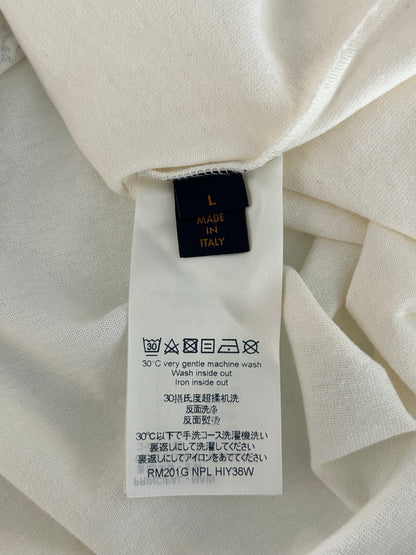 L
MADE
IN
ITALY
30
30°C very gentle machine wash
Wash inside out
Iron inside out
30摂氏度超揉机洗
反面洗涤
反面熨烫
30℃以下で手洗コース洗濯機洗い
裏返しにして洗濯してください
裏返しにしてアイロンをあてください
RM201G NPL HIY38W